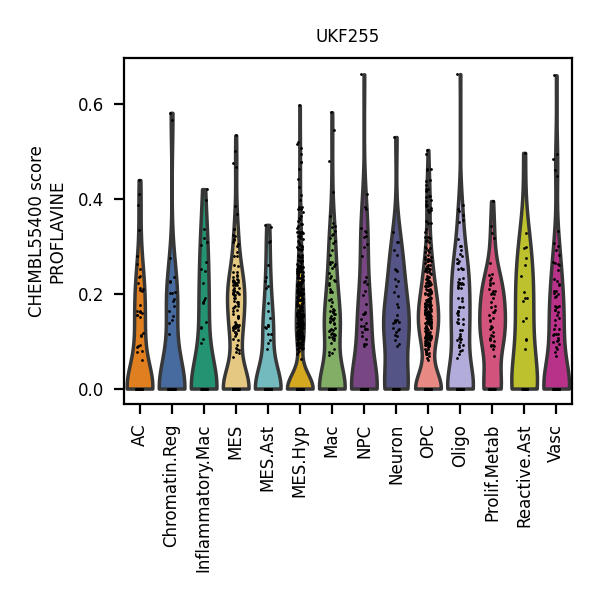 UKF255
CHEMBL55400 score
PROFLAVINE
0.6
0.4
0.2
0.0
AC
Chromatin.Reg
Inflammatory.Mac
MES
MES.Ast
MES.Hyp
Mac
NPC
Neuron
OPC
Oligo
Prolif.Metab
Reactive.Ast
Vasc